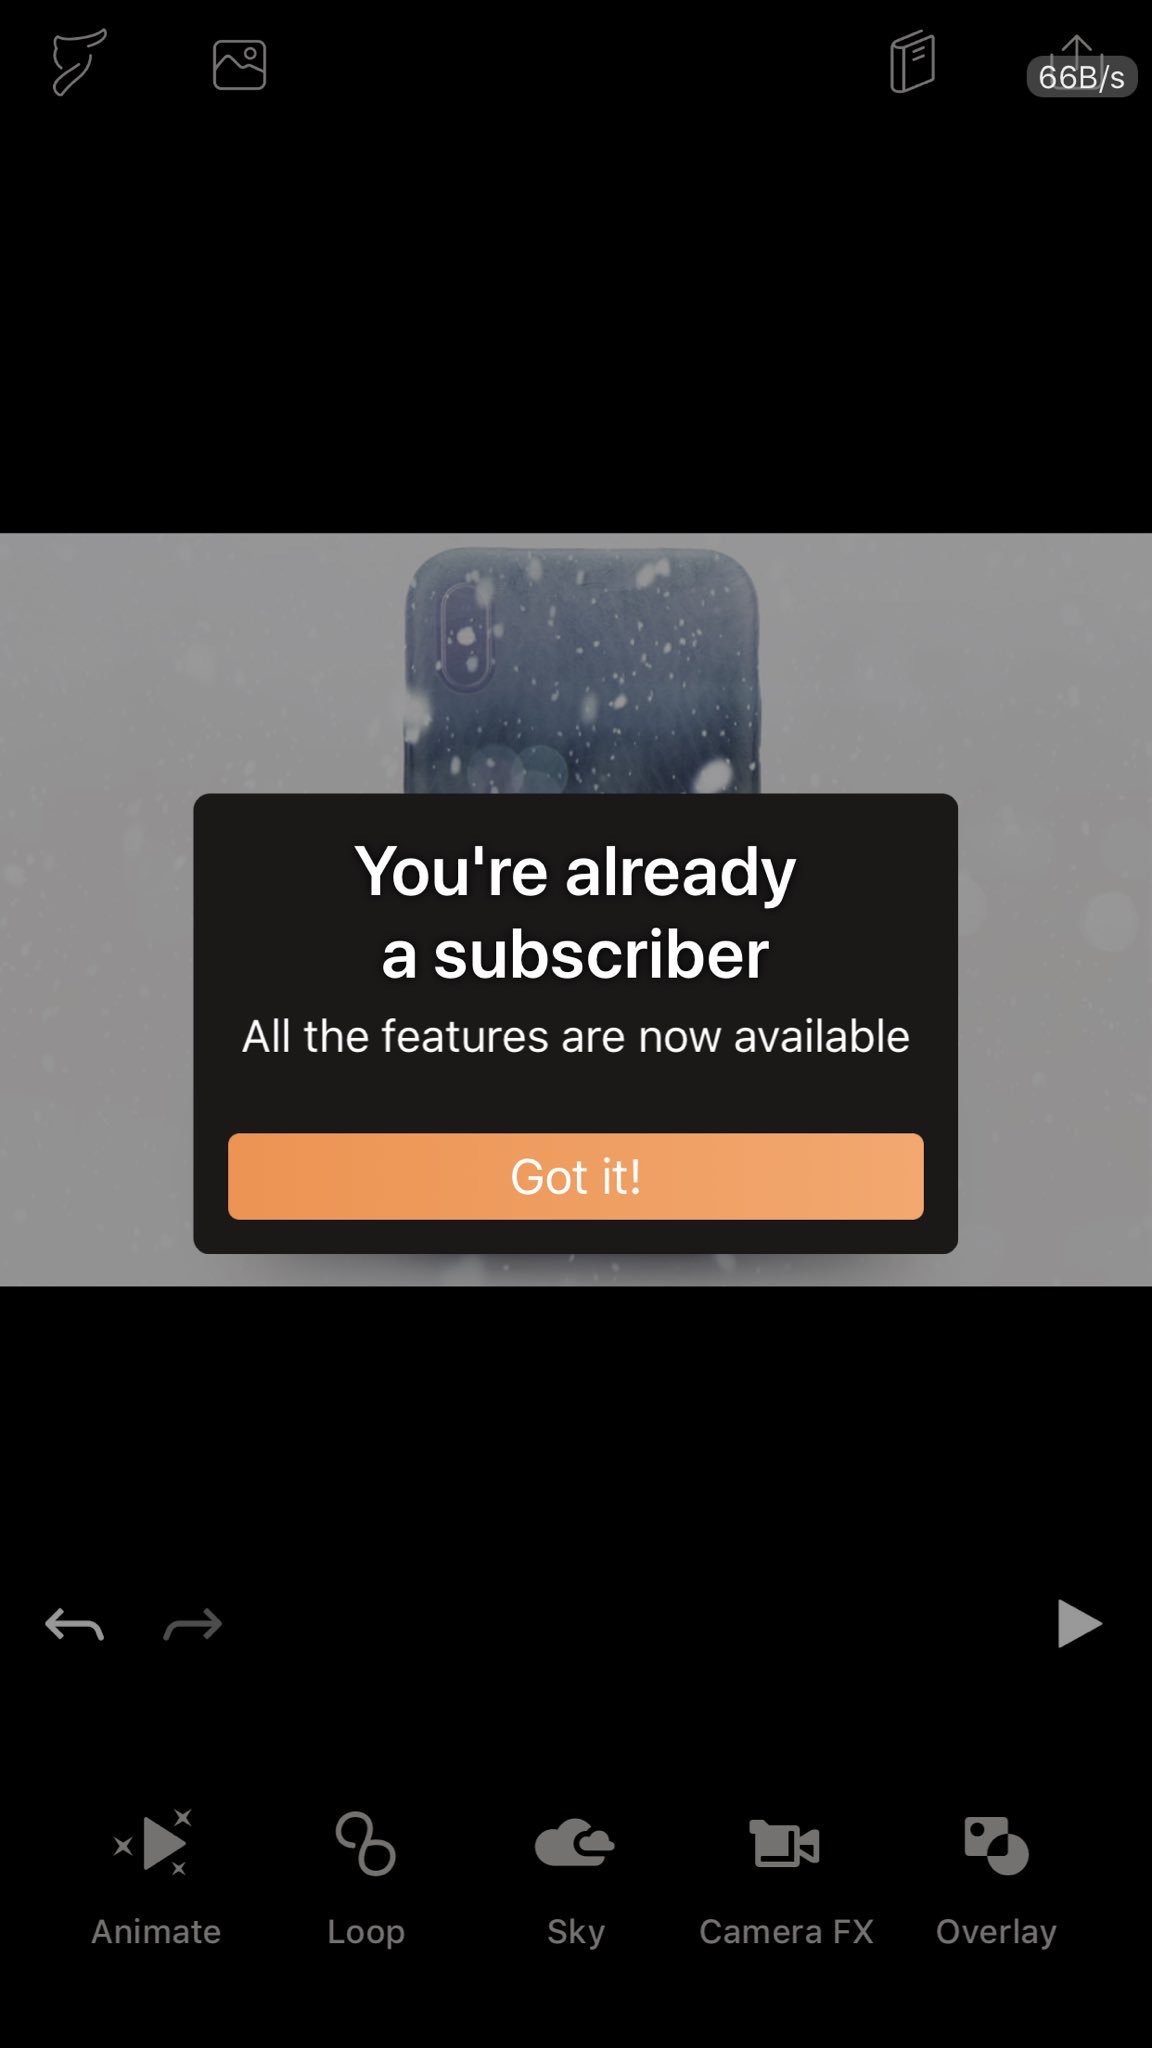 66B/s
You're already
a subscriber
All the features are now available
Got it!
Animate
Loop
Sky
Camera FX
Overlay